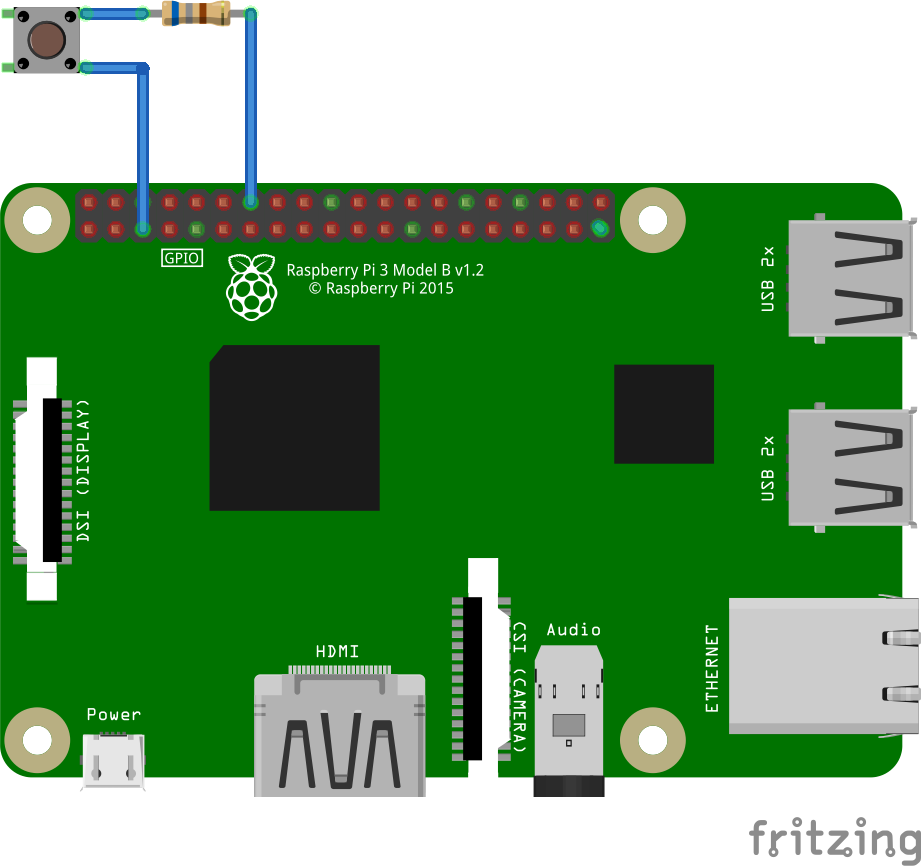 GPIO
Raspberry Pi 3 Model B v1.2
© Raspberry Pi 2015
USB 2x
DSI (DISPLAY)
USB 2x
HDMI
CSI (CAMERA)
Audio
ETHERNET
Power
fritzing